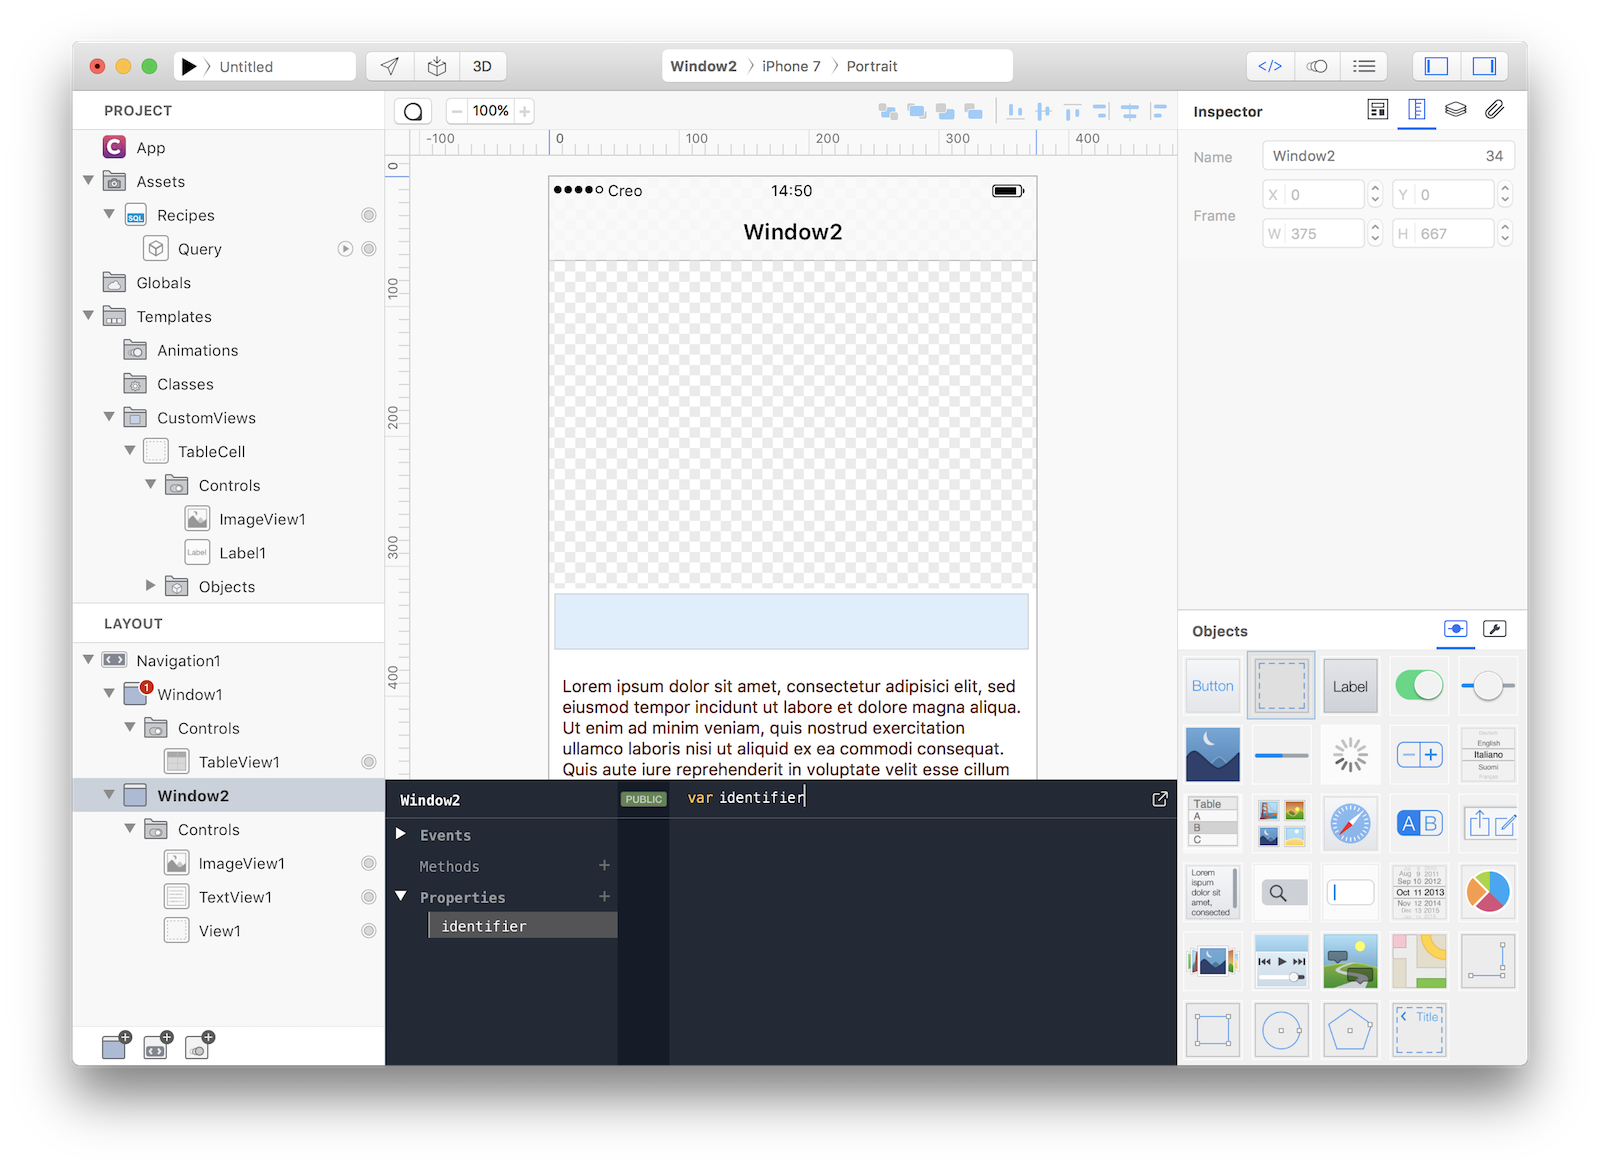 Untitled
3D
Window2 > iPhone 7 > Portrait
</>
PROJECT
App
Assets
SQL
Recipes
Query
Globals
Templates
Animations
Classes
CustomViews
TableCell
Controls
ImageView1
Label
Label1
Objects
LAYOUT
Navigation1
1
Window1
Controls
TableView1
Window2
Controls
ImageView1
TextView1
View1
100%
-100
0
100
200
300
400
0
100
200
300
400
Creo
14:50
Window2
Lorem ipsum dolor sit amet, consectetur adipisici elit, sed
eiusmod tempor incidunt ut labore et dolore magna aliqua.
Ut enim ad minim veniam, quis nostrud exercitation
ullamco laboris nisi ut aliquid ex ea commodi consequat.
Quis aute iure reprehenderit in voluptate velit esse cillum
Window2
PUBLIC
var identifier
Events
Methods
Properties
identifier
Inspector
Name
Window2
34
Frame
X 0
Y 0
W 375
H 667
Objects
Button
Label
English
Italiano
Suomi
Table
A
B
C
A B
Lorem
ispum
dolor sit
amet,
consected
Aug 9 2011
Sep 10 2012
Oct 11 2013
Nov 12 2014
Dec 13 2015
Title